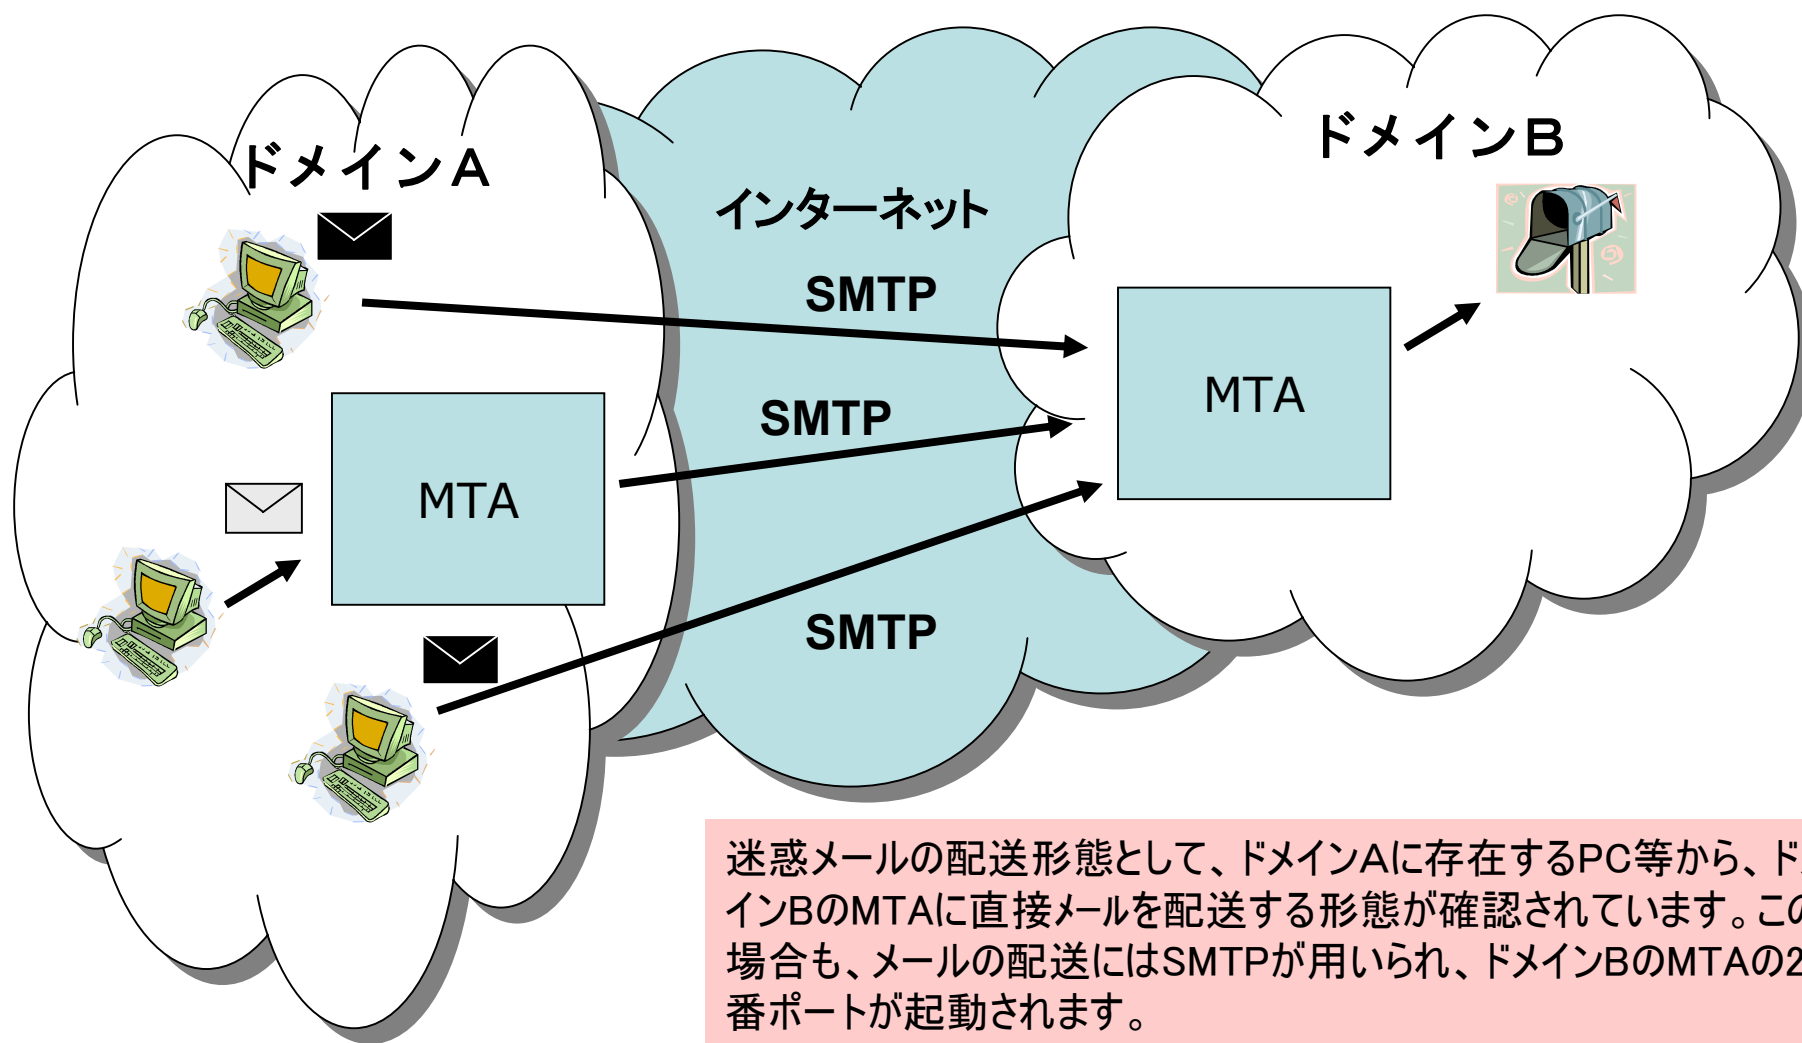 ドメインA
インターネット
ドメインB
SMTP
SMTP
SMTP
MTA
MTA
迷惑メールの配送形態として、ドメインAに存在するPC等から、ド
インBのMTAに直接メールを配送する形態が確認されています。この
場合も、メールの配送にはSMTPが用いられ、ドメインBのMTAの2
番ポートが起動されます。